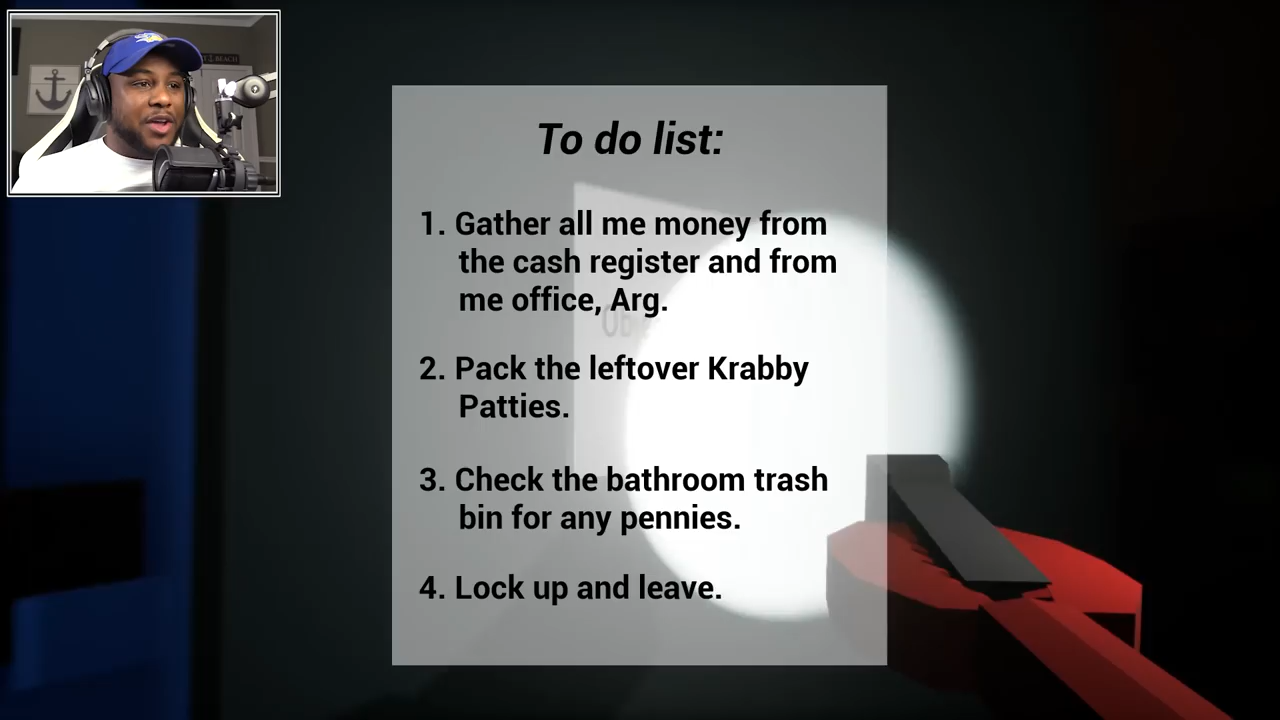 To do list:
1. Gather all me money from
the cash register and from
me office, Arg.
2. Pack the leftover Krabby
Patties.
3. Check the bathroom trash
bin for any pennies.
4. Lock up and leave.